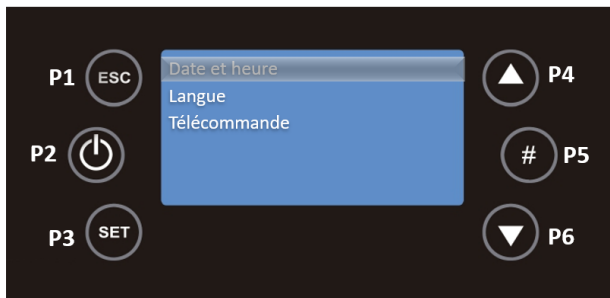 P1 ESC
Date et heure
Langue
Télécommande
P4
P2
# P5
P3 SET
P6